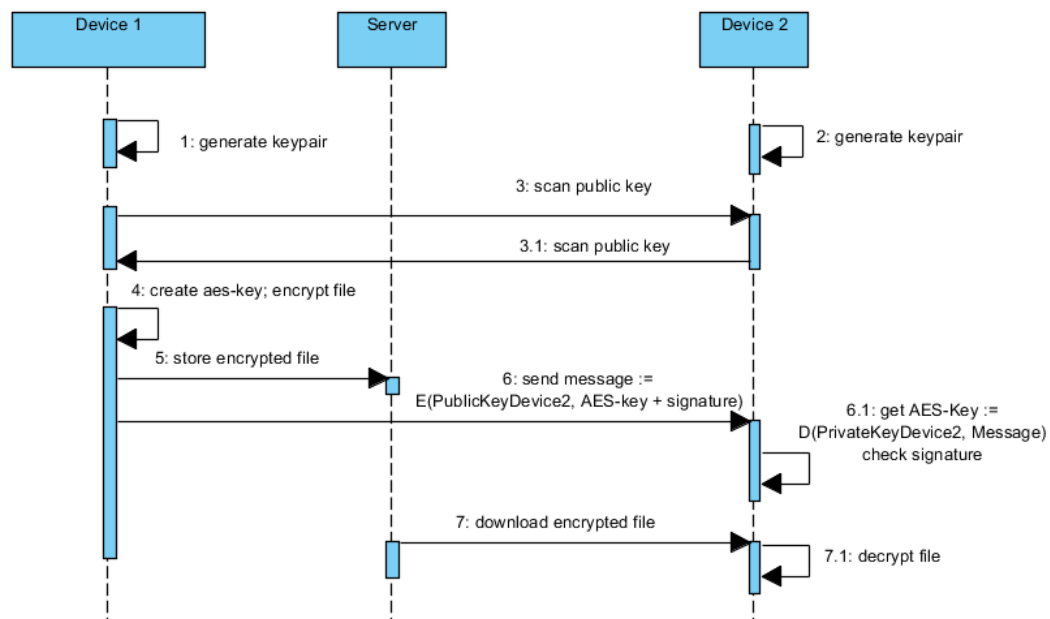 Device 1
Server
Device 2
1: generate keypair
2: generate keypair
3: scan public key
3.1: scan public key
4: create aes-key; encrypt file
5: store encrypted file
6: send message :=
E(PublicKeyDevice2, AES-key + signature)
6.1: get AES-Key :=
D(PrivateKeyDevice2, Message)
check signature
7: download encrypted file
7.1: decrypt file